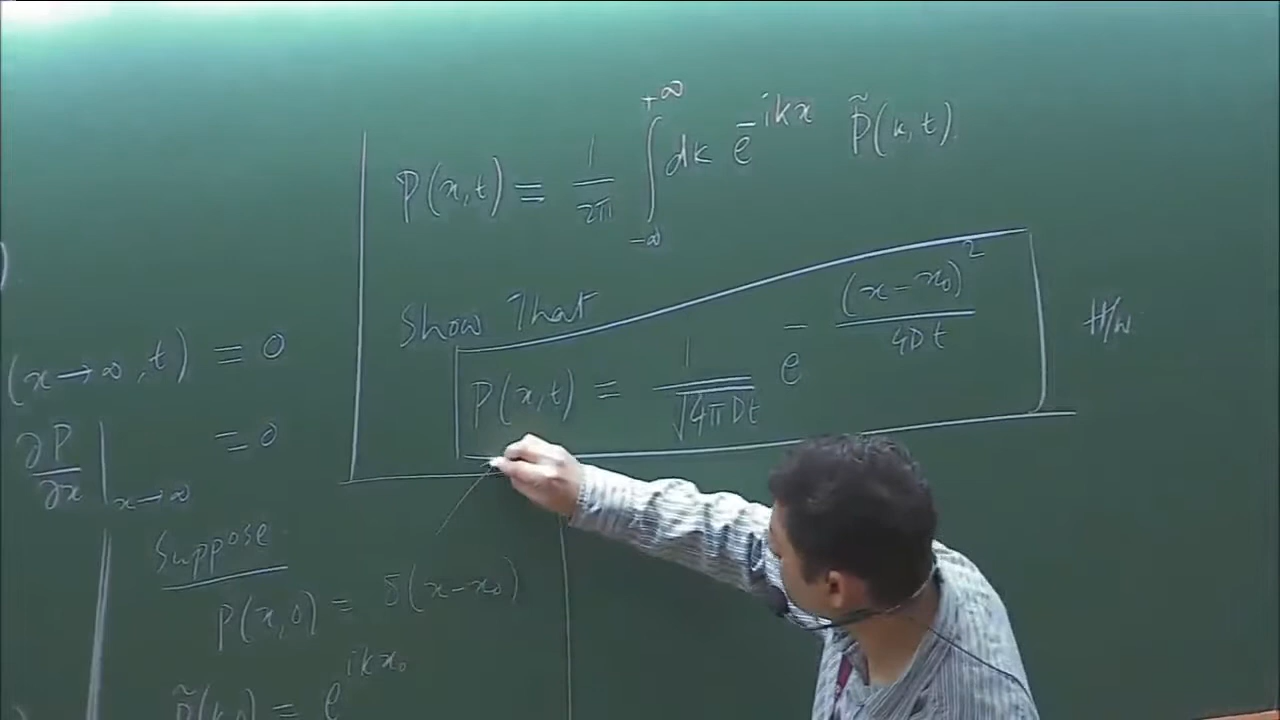 P(x,t) = 1/2π ∫_{-∞}^{+∞} dk e^{-ikx} P̃(k,t).
Show That
P(x,t) = 1/√(4πDt) e^{-(x-x₀)²/4Dt}
H/W
)
(x→∞,t) = 0
∂P/∂x |_{x→∞} = 0
Suppose
P(x,0) = δ(x-x₀)
P̃(k,0) = e^{ikx₀}